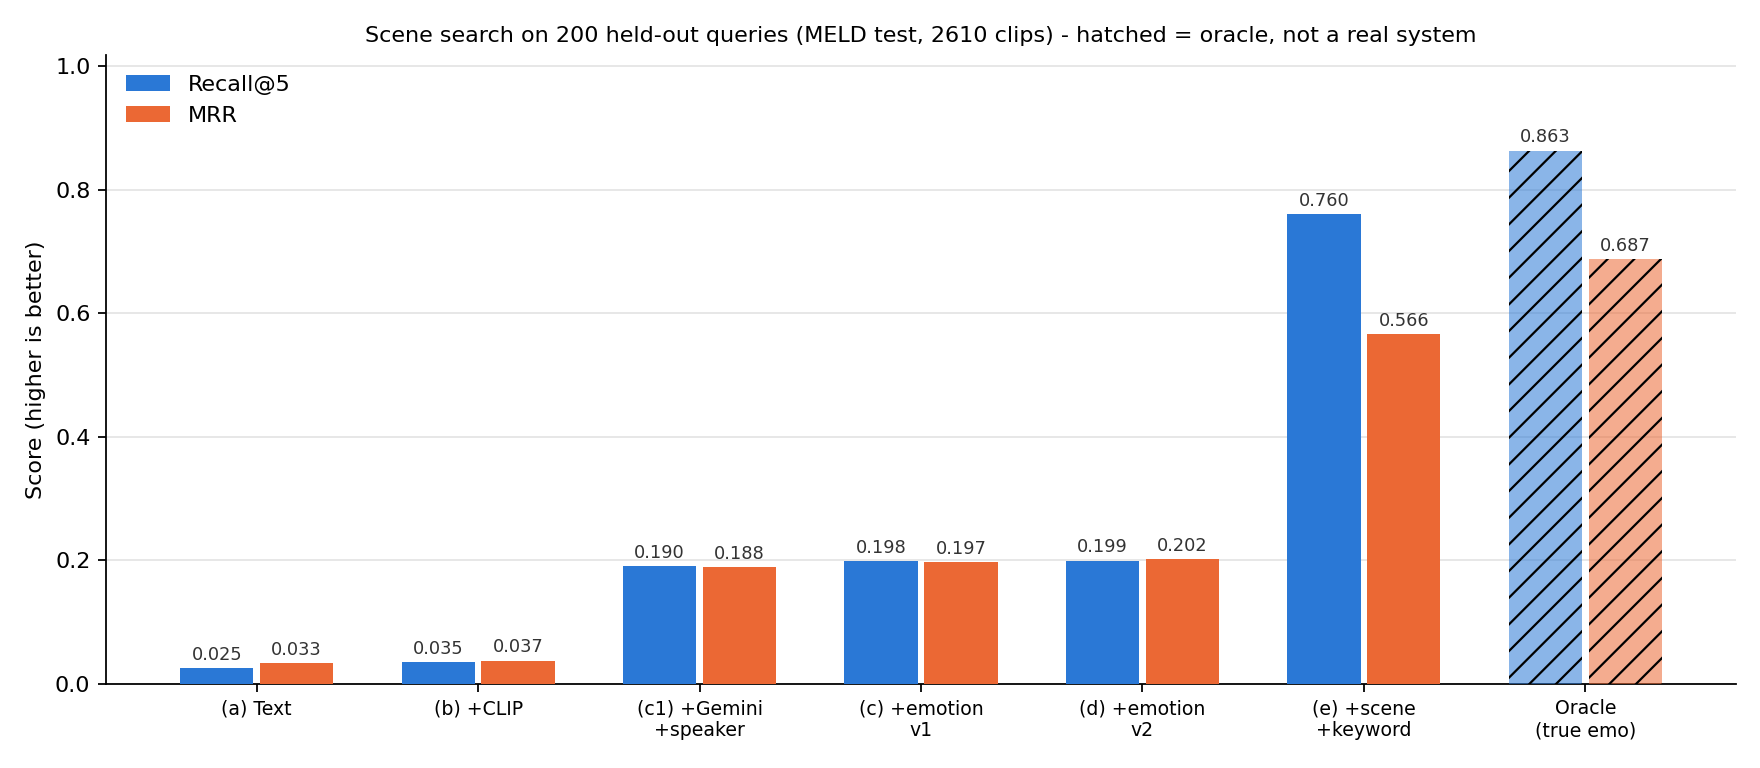 Scene search on 200 held-out queries (MELD test, 2610 clips) - hatched = oracle, not a real system
Recall@5
MRR
Score (higher is better)
1.0
0.8
0.6
0.4
0.2
0.0
0.025
0.033
0.035
0.037
0.190
0.188
0.198
0.197
0.199
0.202
0.760
0.566
0.863
0.687
(a) Text
(b) +CLIP
(c1) +Gemini
+speaker
(c) +emotion
v1
(d) +emotion
v2
(e) +scene
+keyword
Oracle
(true emo)